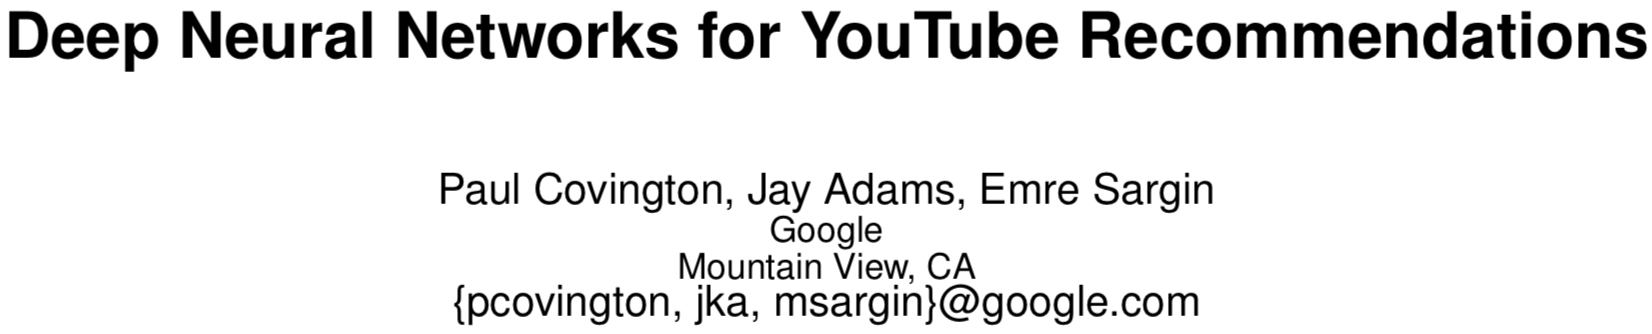 Deep Neural Networks for YouTube Recommendations
Paul Covington, Jay Adams, Emre Sargin
Google
Mountain View, CA
{pcovington, jka, msargin}@google.com